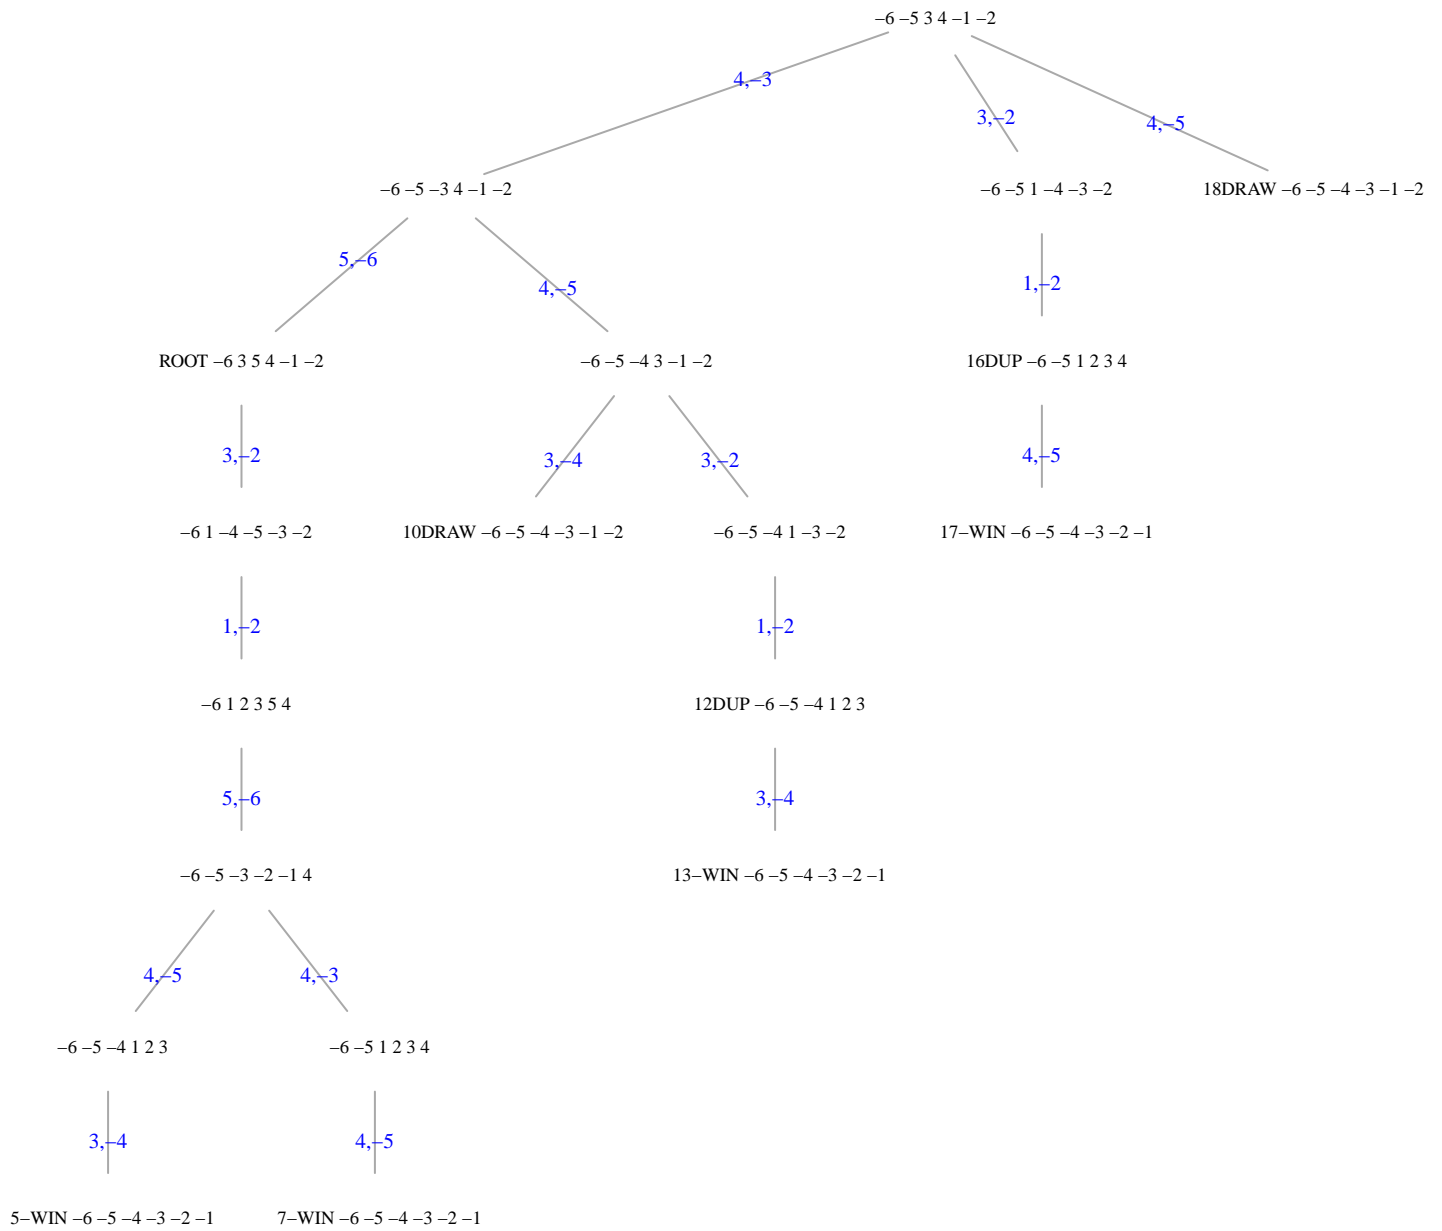 −6 −5 3 4 −1 −2
4,−3
3,−2
4,−5
−6 −5 −3 4 −1 −2
−6 −5 1 −4 −3 −2
18DRAW −6 −5 −4 −3 −1 −2
5,−6
4,−5
1,−2
ROOT −6 3 5 4 −1 −2
−6 −5 −4 3 −1 −2
16DUP −6 −5 1 2 3 4
3,−2
3,−4
3,−2
4,−5
−6 1 −4 −5 −3 −2
10DRAW −6 −5 −4 −3 −1 −2
−6 −5 −4 1 −3 −2
17−WIN −6 −5 −4 −3 −2 −1
1,−2
1,−2
−6 1 2 3 5 4
12DUP −6 −5 −4 1 2 3
5,−6
3,−4
−6 −5 −3 −2 −1 4
13−WIN −6 −5 −4 −3 −2 −1
4,−5
4,−3
−6 −5 −4 1 2 3
−6 −5 1 2 3 4
3,−4
4,−5
5−WIN −6 −5 −4 −3 −2 −1
7−WIN −6 −5 −4 −3 −2 −1